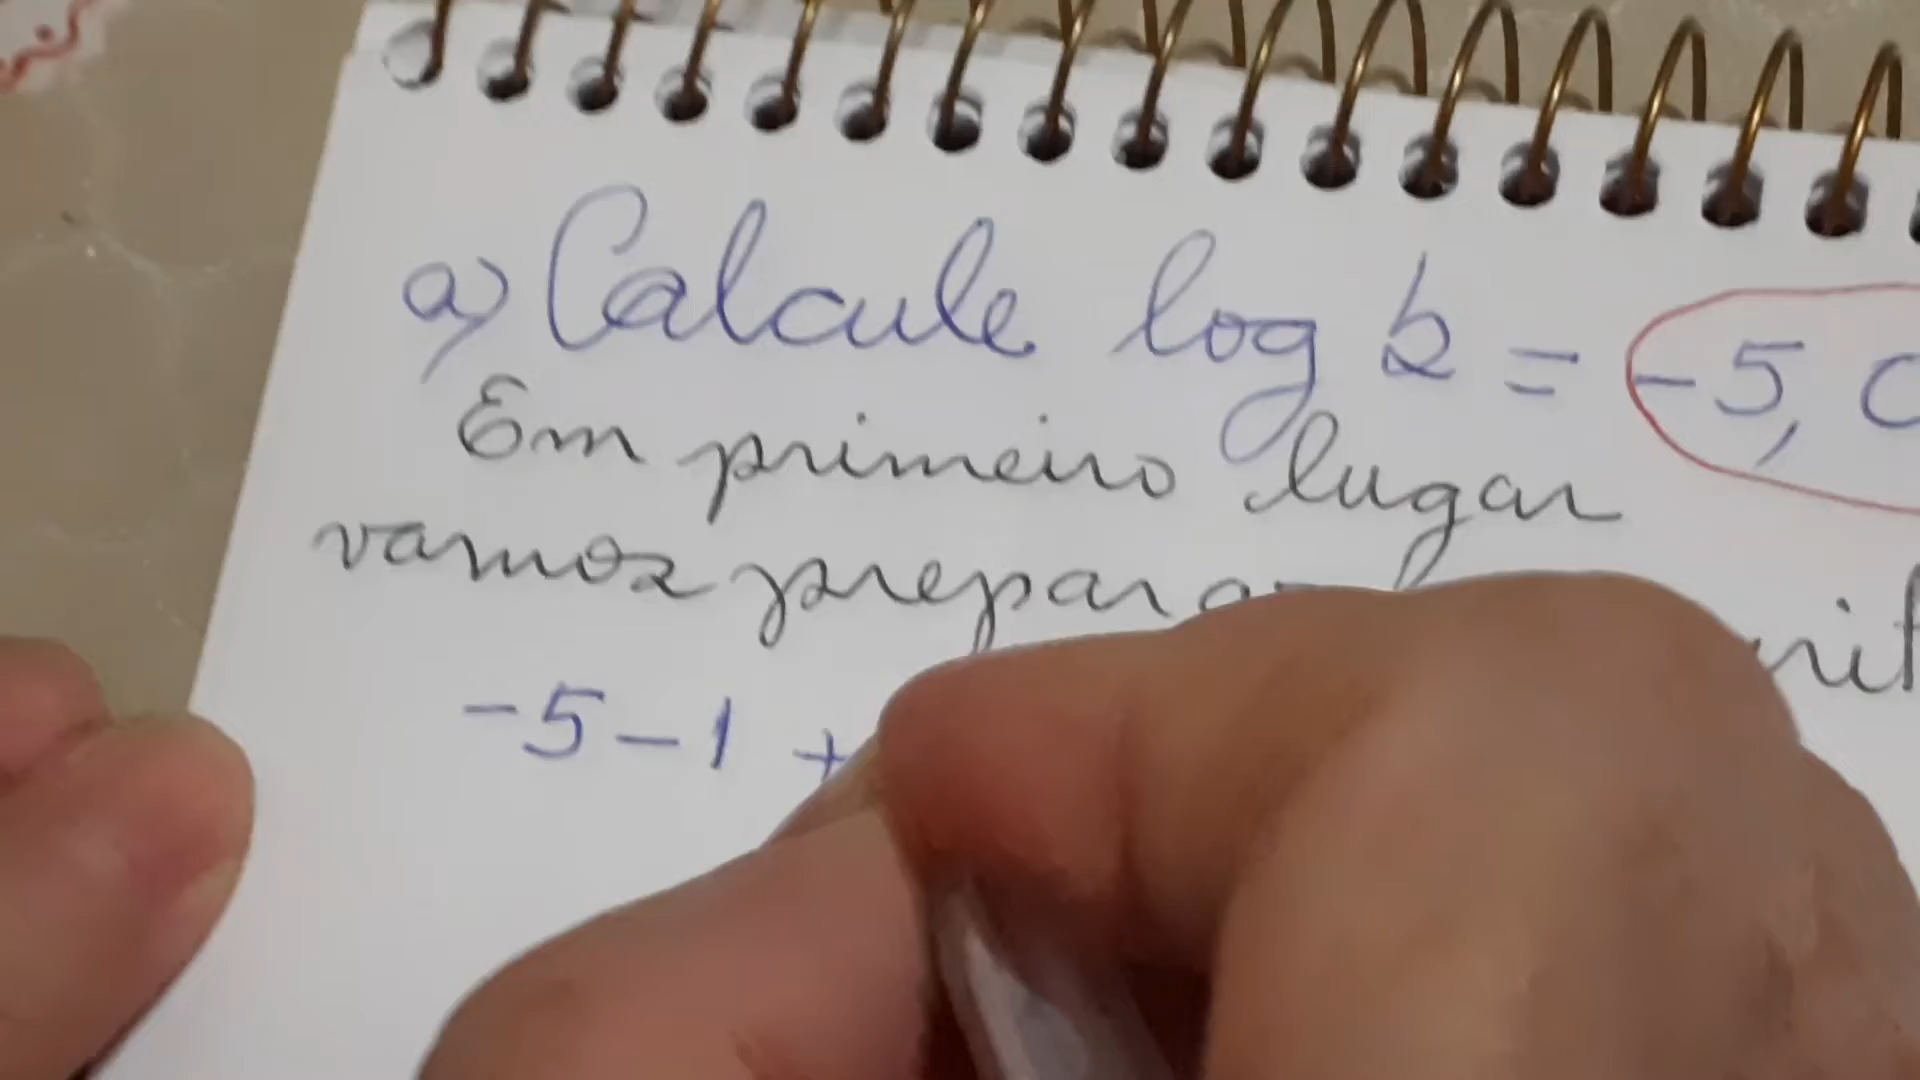 a) Calcule log b = -5,
Em primeiro lugar
vamos preparar
-5-1 +